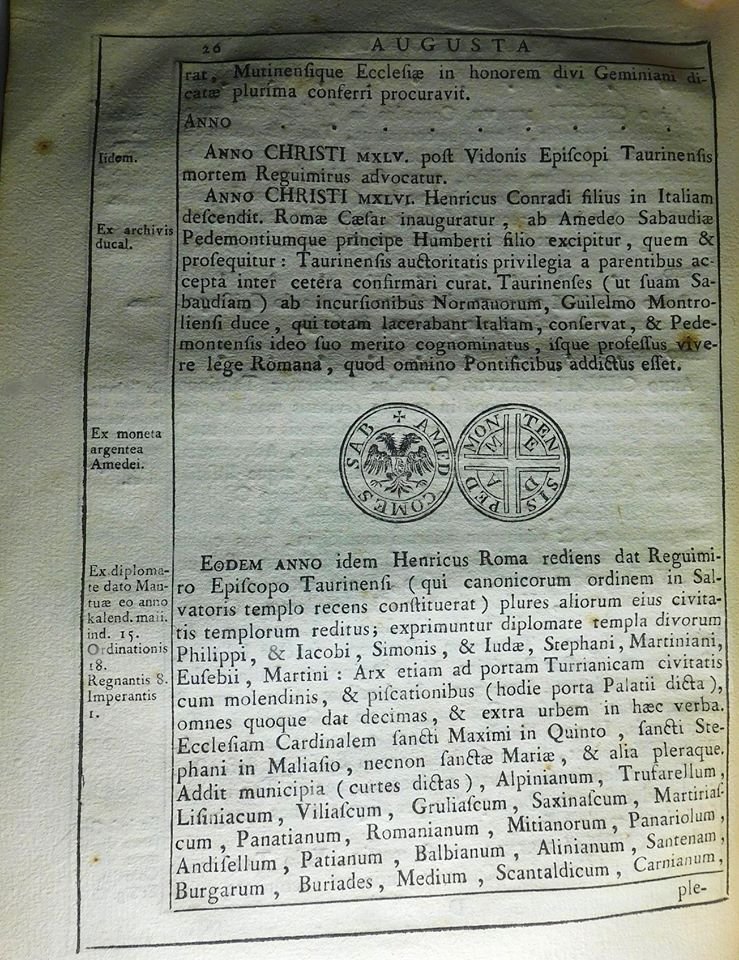 26 AUGUSTA
rat, Mutinenſique Eccleſiæ in honorem divi Geminiani di-
catæ plurima conferri procuravit.
ANNO . . . . . . . . .
Iidem.
ANNO CHRISTI MXLV. poſt Vidonis Epiſcopi Taurinenſis
mortem Reguimirus advocatur.
ANNO CHRISTI MXLVI. Henricus Conradi filius in Italiam
Ex archivis
ducal.
deſcendit. Romæ Cæſar inauguratur, ab Amedeo Sabaudiæ
Pedemontiumque principe Humberti filio excipitur, quem &
proſequitur: Taurinenſis auctoritatis privilegia a parentibus ac-
cepta inter cetera confirmari curat. Taurinenſes (ut ſuam Sa-
baudiam) ab incurſionibus Normanorum, Guilelmo Montro-
lienſi duce, qui totam lacerabant Italiam, conſervat, & Pede-
montenſis ideo ſuo merito cognominatus, iſque profeſſus vive-
re lege Romana, quod omnino Pontificibus addictus eſſet.
Ex moneta
argentea
Amedei.
+ AMED COMES SAB
PED MON TEN SIS
A M E D
Ex diploma-
te dato Man-
tuæ eo anno
kalend. maii.
ind. 15.
Ordinationis
18.
Regnantis 8.
Imperantis
1.
EODEM ANNO idem Henricus Roma rediens dat Reguimi-
ro Epiſcopo Taurinenſi (qui canonicorum ordinem in Sal-
vatoris templo recens conſtituerat) plures aliorum eius civita-
tis templorum reditus; exprimuntur diplomate templa divorum
Philippi, & Iacobi, Simonis, & Iudæ, Stephani, Martiniani,
Euſebii, Martini: Arx etiam ad portam Turrianicam civitatis
cum molendinis, & piſcationibus (hodie porta Palatii dicta),
omnes quoque dat decimas, & extra urbem in hæc verba.
Eccleſiam Cardinalem ſancti Maximi in Quinto, ſancti Ste-
phani in Maliaſio, necnon ſanctæ Mariæ, & alia pleraque.
Addit municipia (curtes dictas), Alpinianum, Trufarellum,
Liſiniacum, Viliaſcum, Gruliaſcum, Saxinaſcum, Martiriaſ-
cum, Panatianum, Romanianum, Mitianorum, Panariolum,
Andiſellum, Patianum, Balbianum, Alinianum, Santenam,
Burgarum, Buriades, Medium, Scantaldicum, Carnianum,
ple-